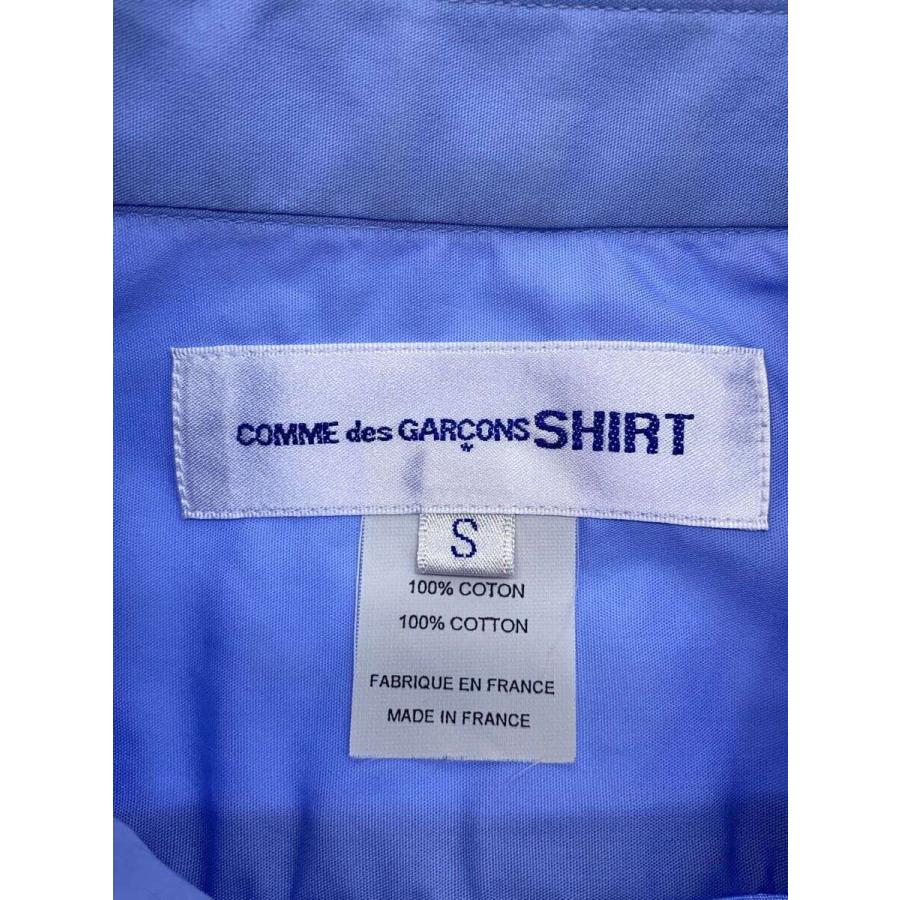 COMME des GARÇONS SHIRT
S
100% COTON
100% COTTON
FABRIQUE EN FRANCE
MADE IN FRANCE